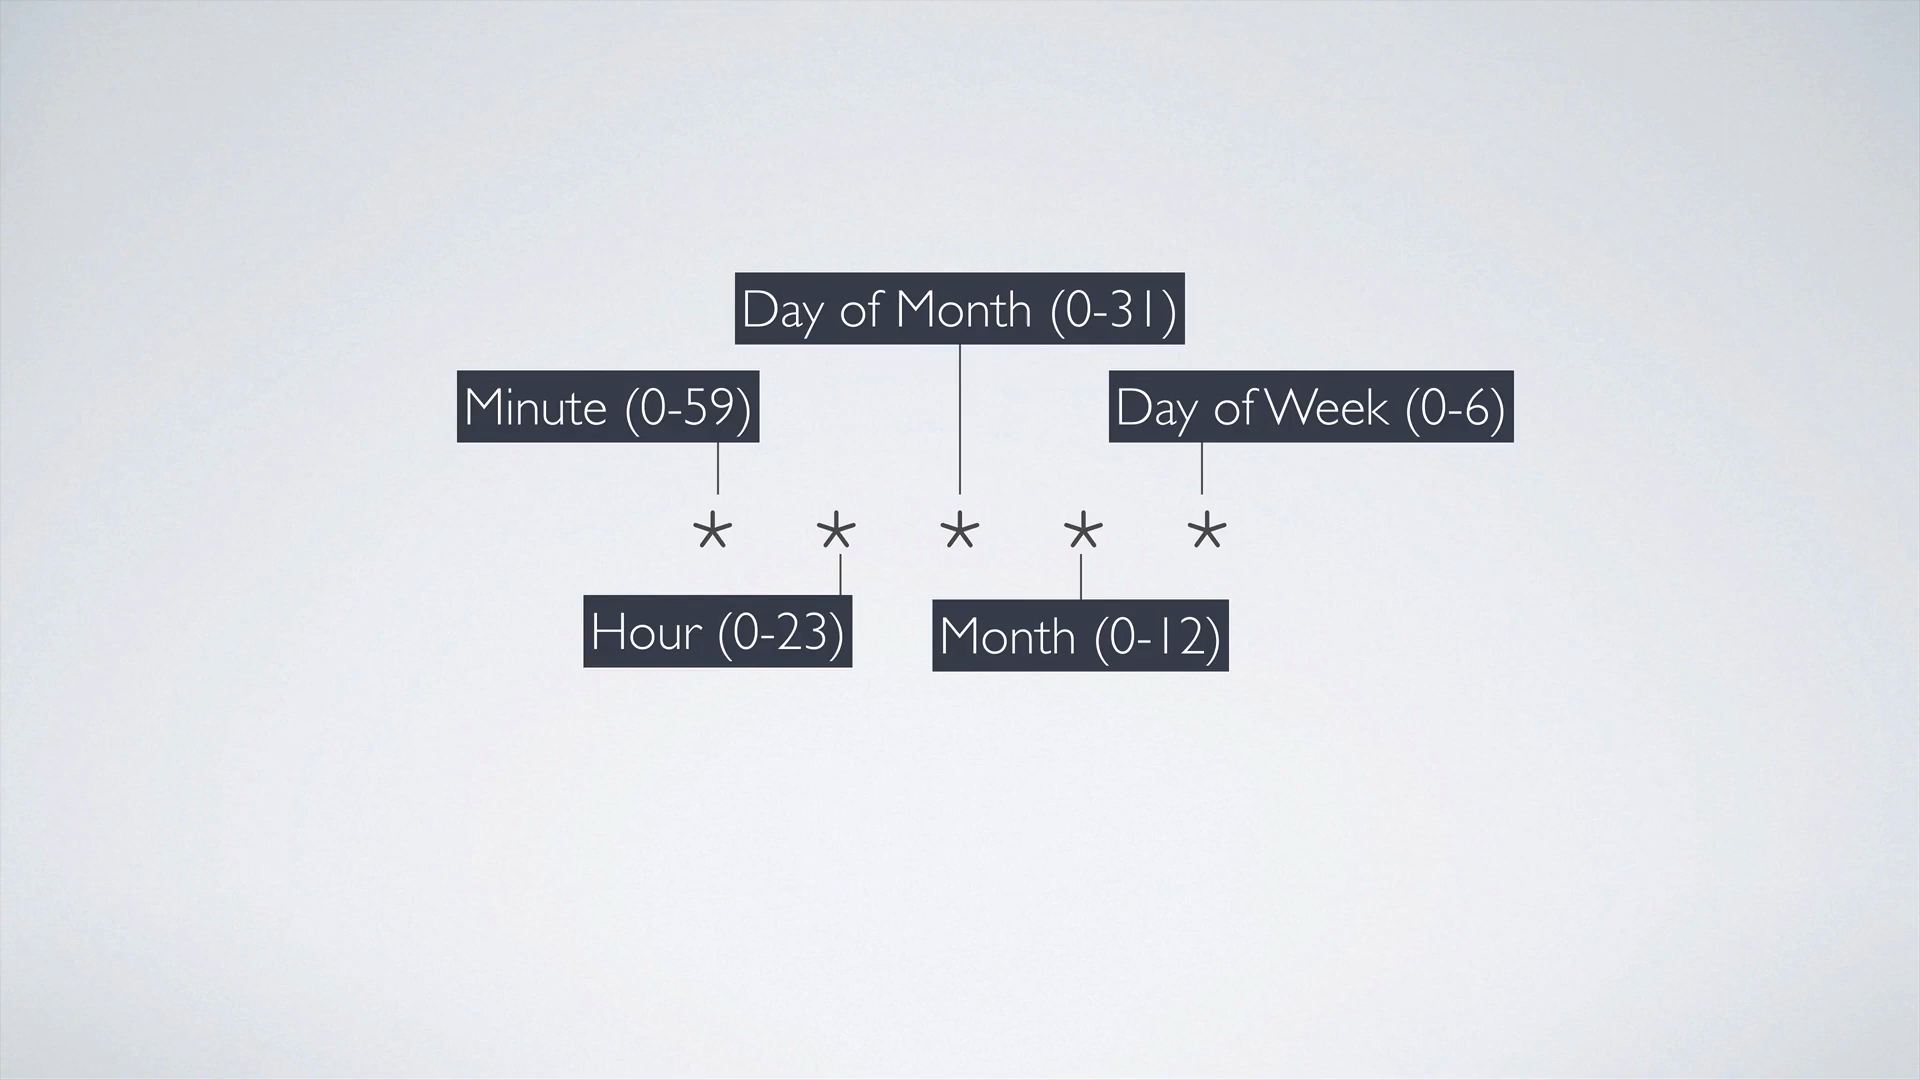 Day of Month (0-31)
Minute (0-59)
Day of Week (0-6)
* * * * *
Hour (0-23)
Month (0-12)